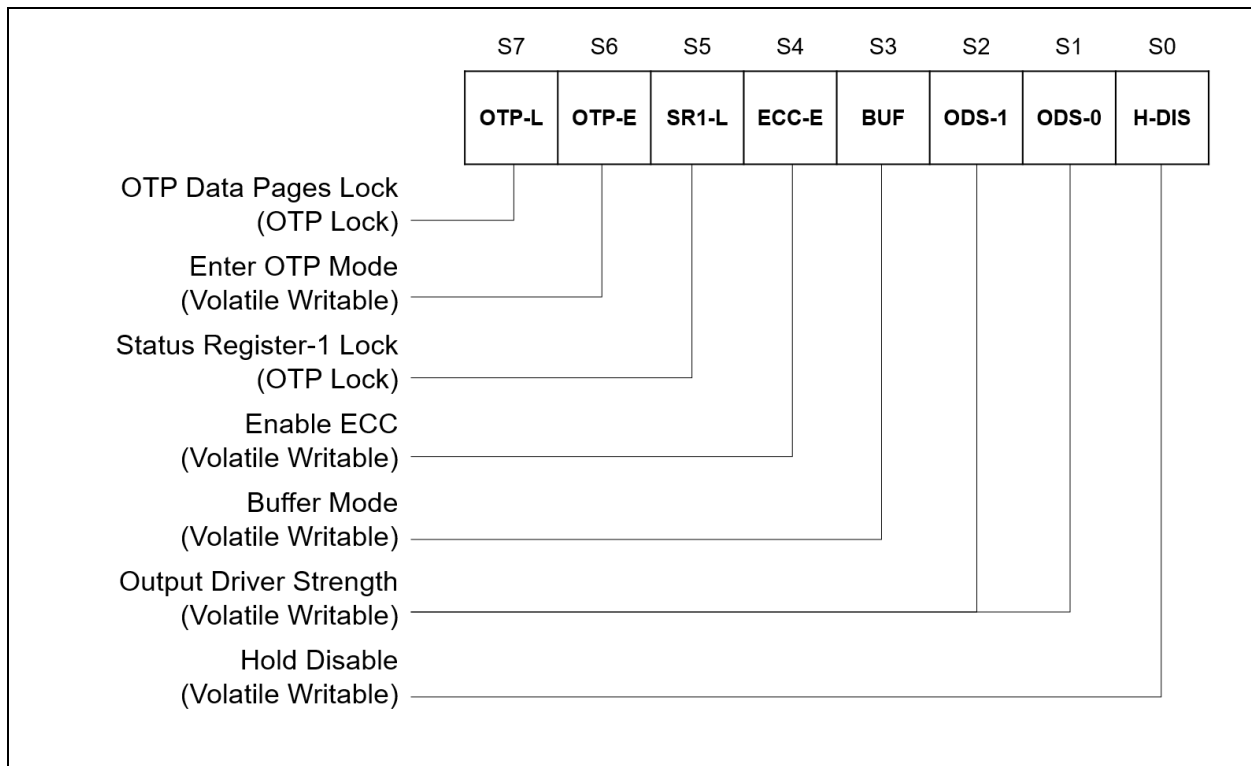 S7 S6 S5 S4 S3 S2 S1 S0
OTP-L OTP-E SR1-L ECC-E BUF ODS-1 ODS-0 H-DIS
OTP Data Pages Lock
(OTP Lock)
Enter OTP Mode
(Volatile Writable)
Status Register-1 Lock
(OTP Lock)
Enable ECC
(Volatile Writable)
Buffer Mode
(Volatile Writable)
Output Driver Strength
(Volatile Writable)
Hold Disable
(Volatile Writable)